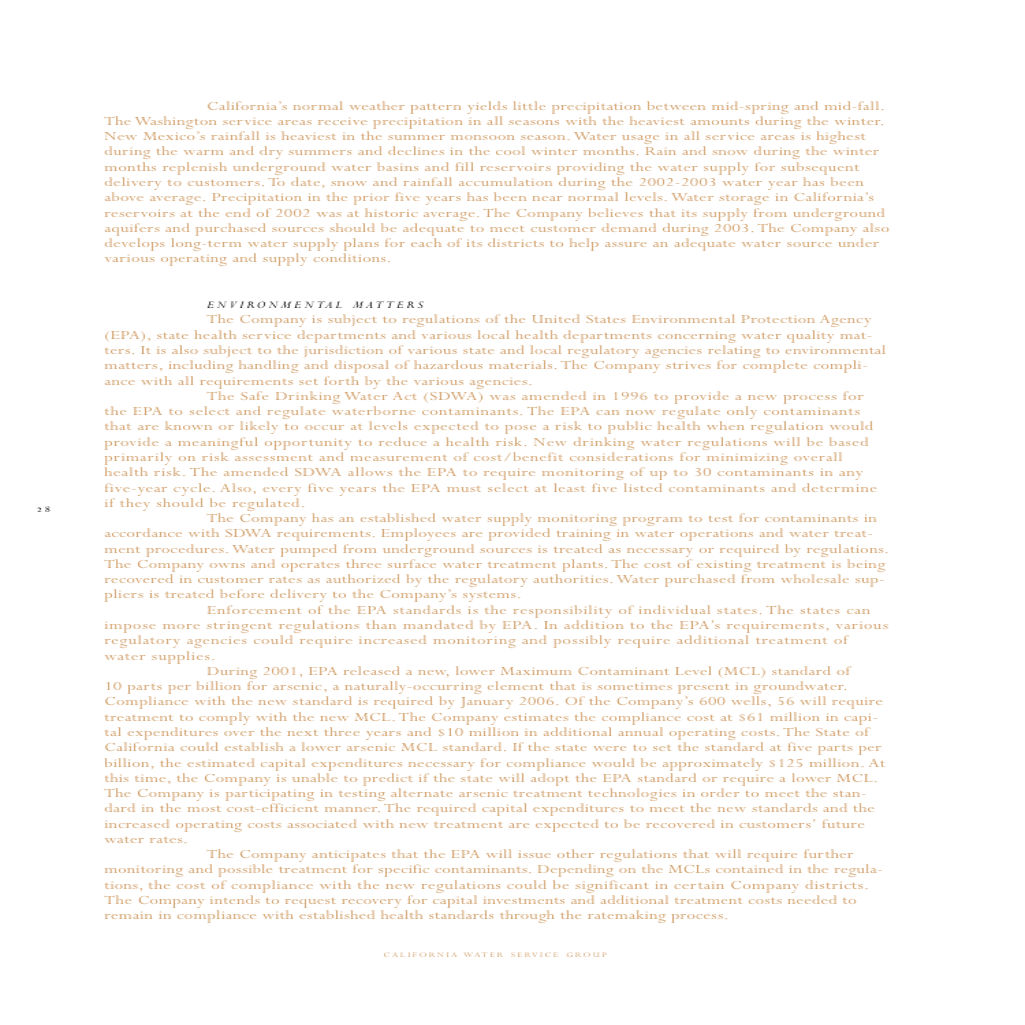 California's normal weather pattern yields little precipitation between mid-spring and mid-fall.
The Washington service areas receive precipitation in all seasons with the heaviest amounts during the winter.
New Mexico's rainfall is heaviest in the summer monsoon season. Water usage in all service areas is highest
during the warm and dry summers and declines in the cool winter months. Rain and snow during the winter
months replenish underground water basins and fill reservoirs providing the water supply for subsequent
delivery to customers. To date, snow and rainfall accumulation during the 2002-2003 water year has been
above average. Precipitation in the prior five years has been near normal levels. Water storage in California's
reservoirs at the end of 2002 was at historic average. The Company believes that its supply from underground
aquifers and purchased sources should be adequate to meet customer demand during 2003. The Company also
develops long-term water supply plans for each of its districts to help assure an adequate water source under
various operating and supply conditions.
ENVIRONMENTAL MATTERS
The Company is subject to regulations of the United States Environmental Protection Agency
(EPA), state health service departments and various local health departments concerning water quality mat-
ters. It is also subject to the jurisdiction of various state and local regulatory agencies relating to environmental
matters, including handling and disposal of hazardous materials. The Company strives for complete compli-
ance with all requirements set forth by the various agencies.
The Safe Drinking Water Act (SDWA) was amended in 1996 to provide a new process for
the EPA to select and regulate waterborne contaminants. The EPA can now regulate only contaminants
that are known or likely to occur at levels expected to pose a risk to public health when regulation would
provide a meaningful opportunity to reduce a health risk. New drinking water regulations will be based
primarily on risk assessment and measurement of cost/benefit considerations for minimizing overall
health risk. The amended SDWA allows the EPA to require monitoring of up to 30 contaminants in any
five-year cycle. Also, every five years the EPA must select at least five listed contaminants and determine
if they should be regulated.
28
The Company has an established water supply monitoring program to test for contaminants in
accordance with SDWA requirements. Employees are provided training in water operations and water treat-
ment procedures. Water pumped from underground sources is treated as necessary or required by regulations.
The Company owns and operates three surface water treatment plants. The cost of existing treatment is being
recovered in customer rates as authorized by the regulatory authorities. Water purchased from wholesale sup-
pliers is treated before delivery to the Company's systems.
Enforcement of the EPA standards is the responsibility of individual states. The states can
impose more stringent regulations than mandated by EPA. In addition to the EPA's requirements, various
regulatory agencies could require increased monitoring and possibly require additional treatment of
water supplies.
During 2001, EPA released a new, lower Maximum Contaminant Level (MCL) standard of
10 parts per billion for arsenic, a naturally-occurring element that is sometimes present in groundwater.
Compliance with the new standard is required by January 2006. Of the Company's 600 wells, 56 will require
treatment to comply with the new MCL. The Company estimates the compliance cost at $61 million in capi-
tal expenditures over the next three years and $10 million in additional annual operating costs. The State of
California could establish a lower arsenic MCL standard. If the state were to set the standard at five parts per
billion, the estimated capital expenditures necessary for compliance would be approximately $125 million. At
this time, the Company is unable to predict if the state will adopt the EPA standard or require a lower MCL.
The Company is participating in testing alternate arsenic treatment technologies in order to meet the stan-
dard in the most cost-efficient manner. The required capital expenditures to meet the new standards and the
increased operating costs associated with new treatment are expected to be recovered in customers' future
water rates.
The Company anticipates that the EPA will issue other regulations that will require further
monitoring and possible treatment for specific contaminants. Depending on the MCLs contained in the regula-
tions, the cost of compliance with the new regulations could be significant in certain Company districts.
The Company intends to request recovery for capital investments and additional treatment costs needed to
remain in compliance with established health standards through the ratemaking process.
CALIFORNIA WATER SERVICE GROUP